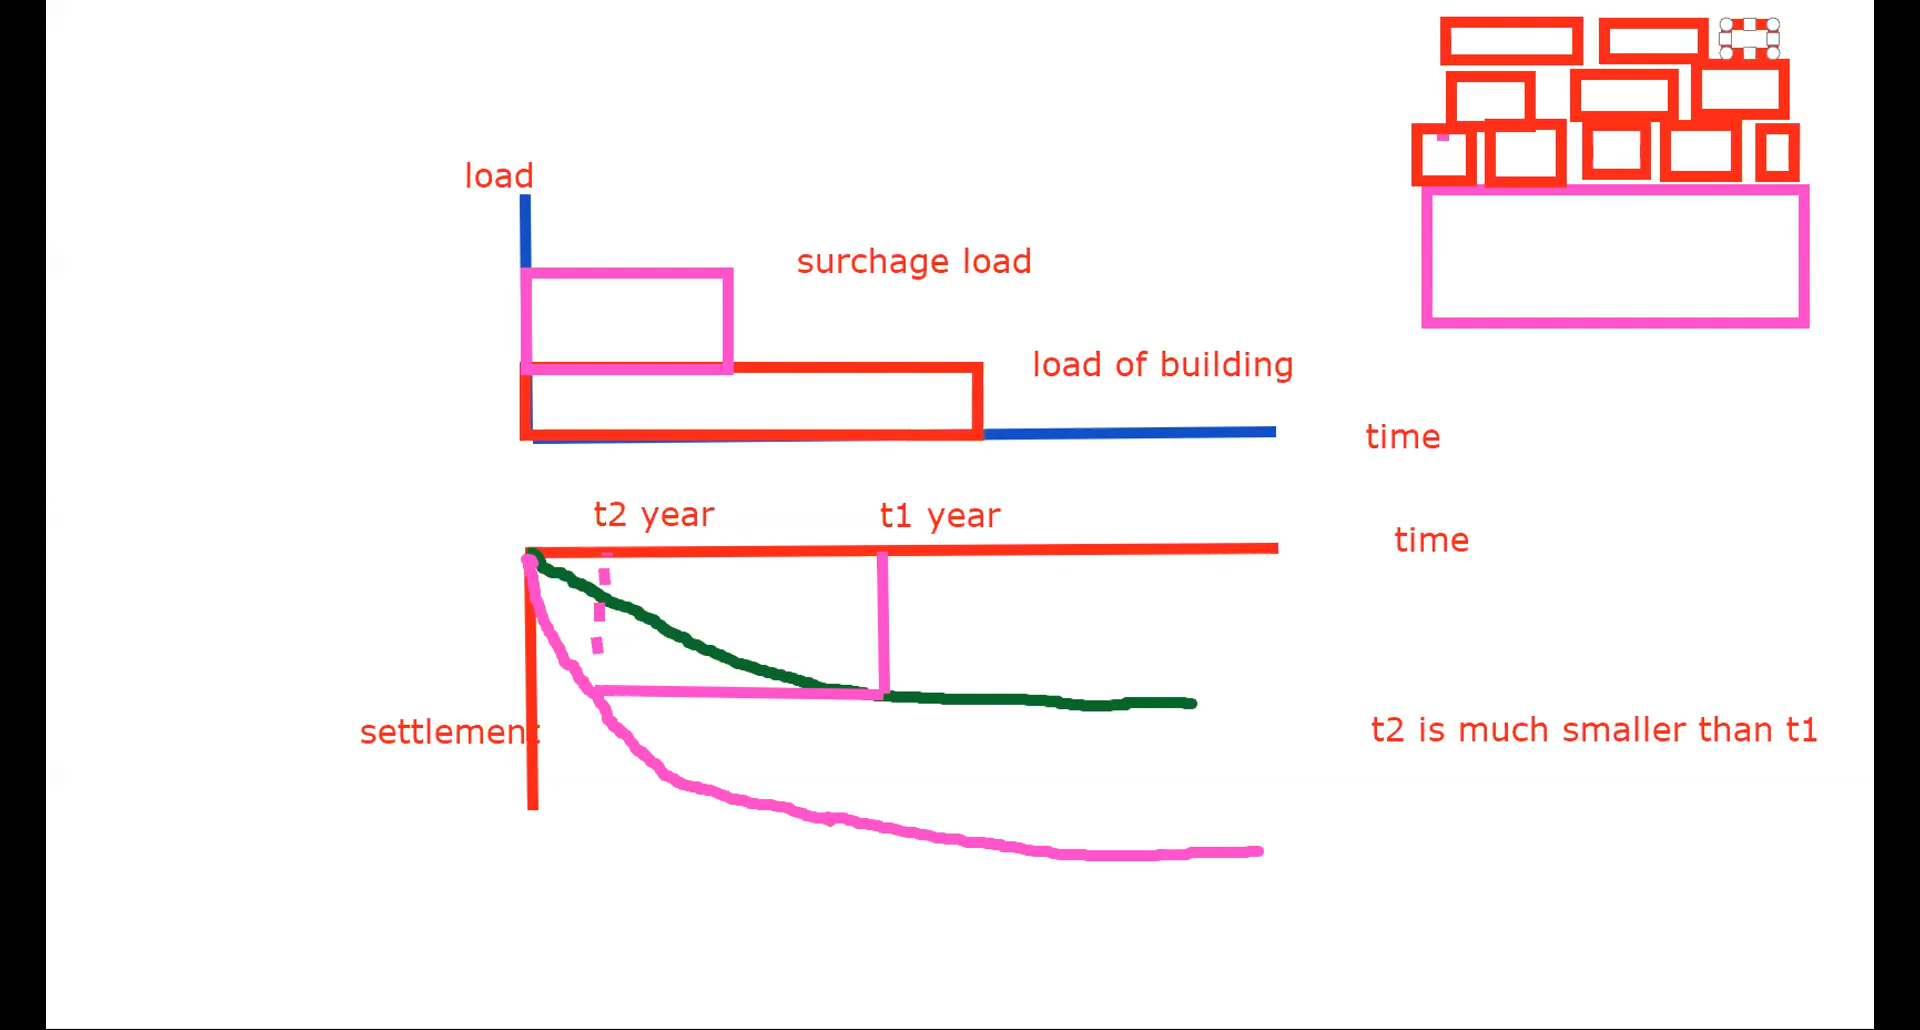 load
surchage load
load of building
time
t2 year
t1 year
time
settlement
t2 is much smaller than t1